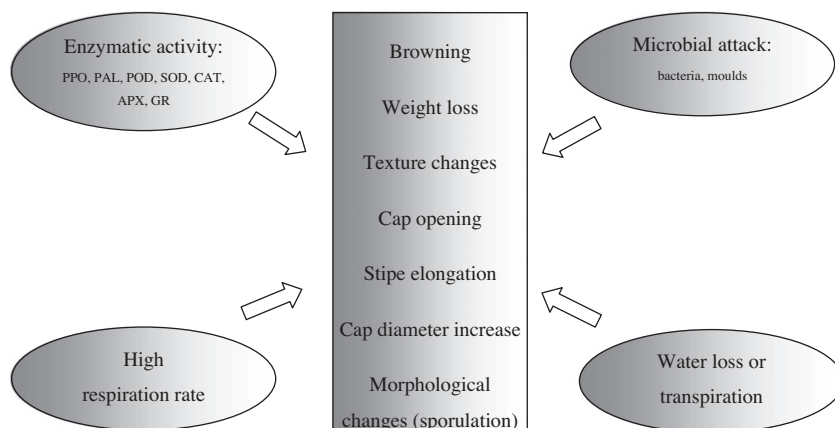 Enzymatic activity:
PPO, PAL, POD, SOD, CAT,
APX, GR
Microbial attack:
bacteria, moulds
Browning
Weight loss
Texture changes
Cap opening
Stipe elongation
Cap diameter increase
Morphological
changes (sporulation)
High
respiration rate
Water loss or
transpiration